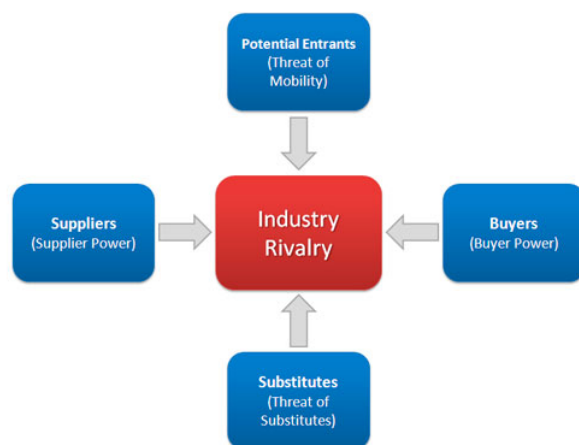 Potential Entrants
(Threat of
Mobility)
Suppliers
(Supplier Power)
Industry
Rivalry
Buyers
(Buyer Power)
Substitutes
(Threat of
Substitutes)